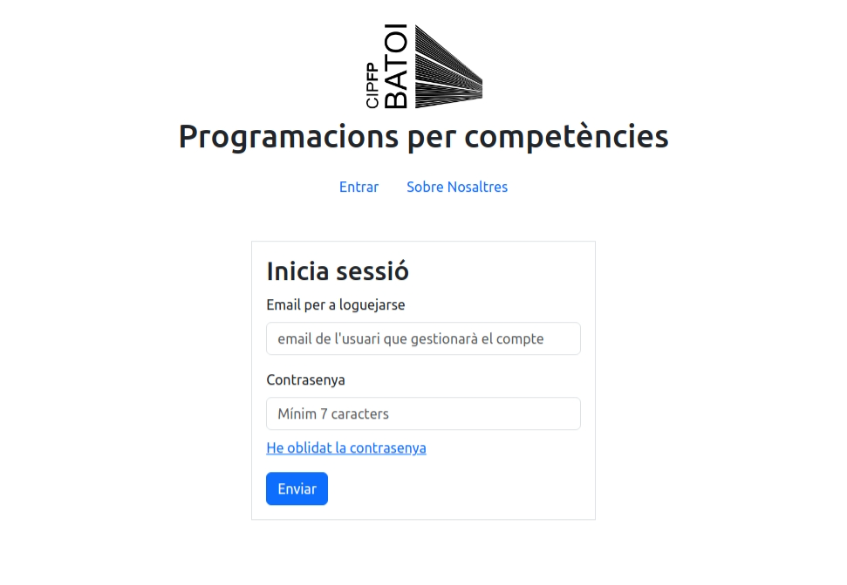 CIPFP
BATOI
Programacions per competències
Entrar Sobre Nosaltres
Inicia sessió
Email per a loguejarse
email de l'usuari que gestionarà el compte
Contrasenya
Mínim 7 caracters
He oblidat la contrasenya
Enviar